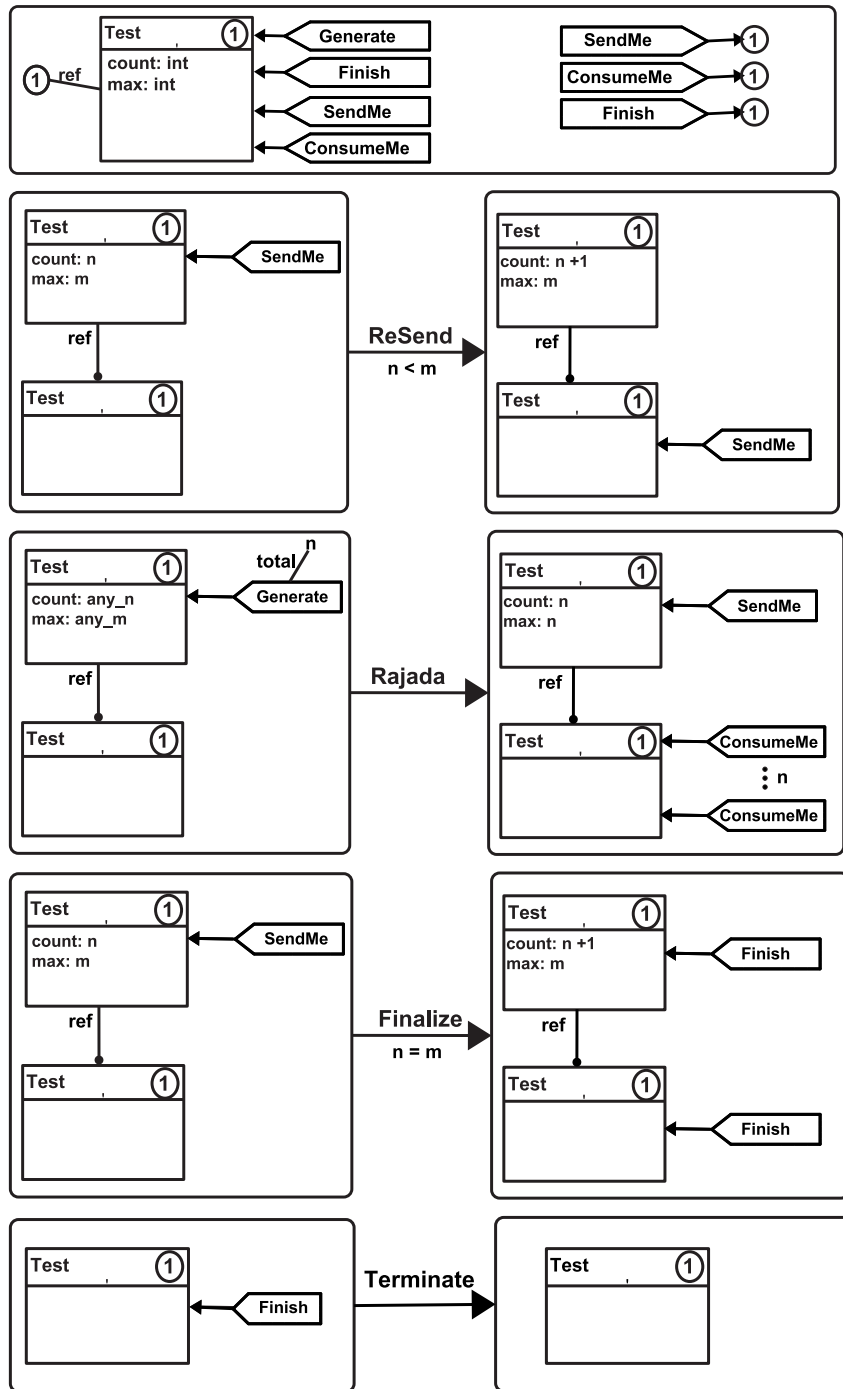 Test 1
1 ref
count: int
max: int
Generate
Finish
SendMe
ConsumeMe
SendMe 1
ConsumeMe 1
Finish 1
Test 1
count: n
max: m
SendMe
ref
Test 1
ReSend
n < m
Test 1
count: n +1
max: m
ref
Test 1
SendMe
Test 1
count: any_n
max: any_m
total n
Generate
ref
Test 1
Rajada
Test 1
count: n
max: n
SendMe
ref
Test 1
ConsumeMe
n
ConsumeMe
Test 1
count: n
max: m
SendMe
ref
Test 1
Finalize
n = m
Test 1
count: n +1
max: m
Finish
ref
Test 1
Finish
Test 1
Finish
Terminate
Test 1